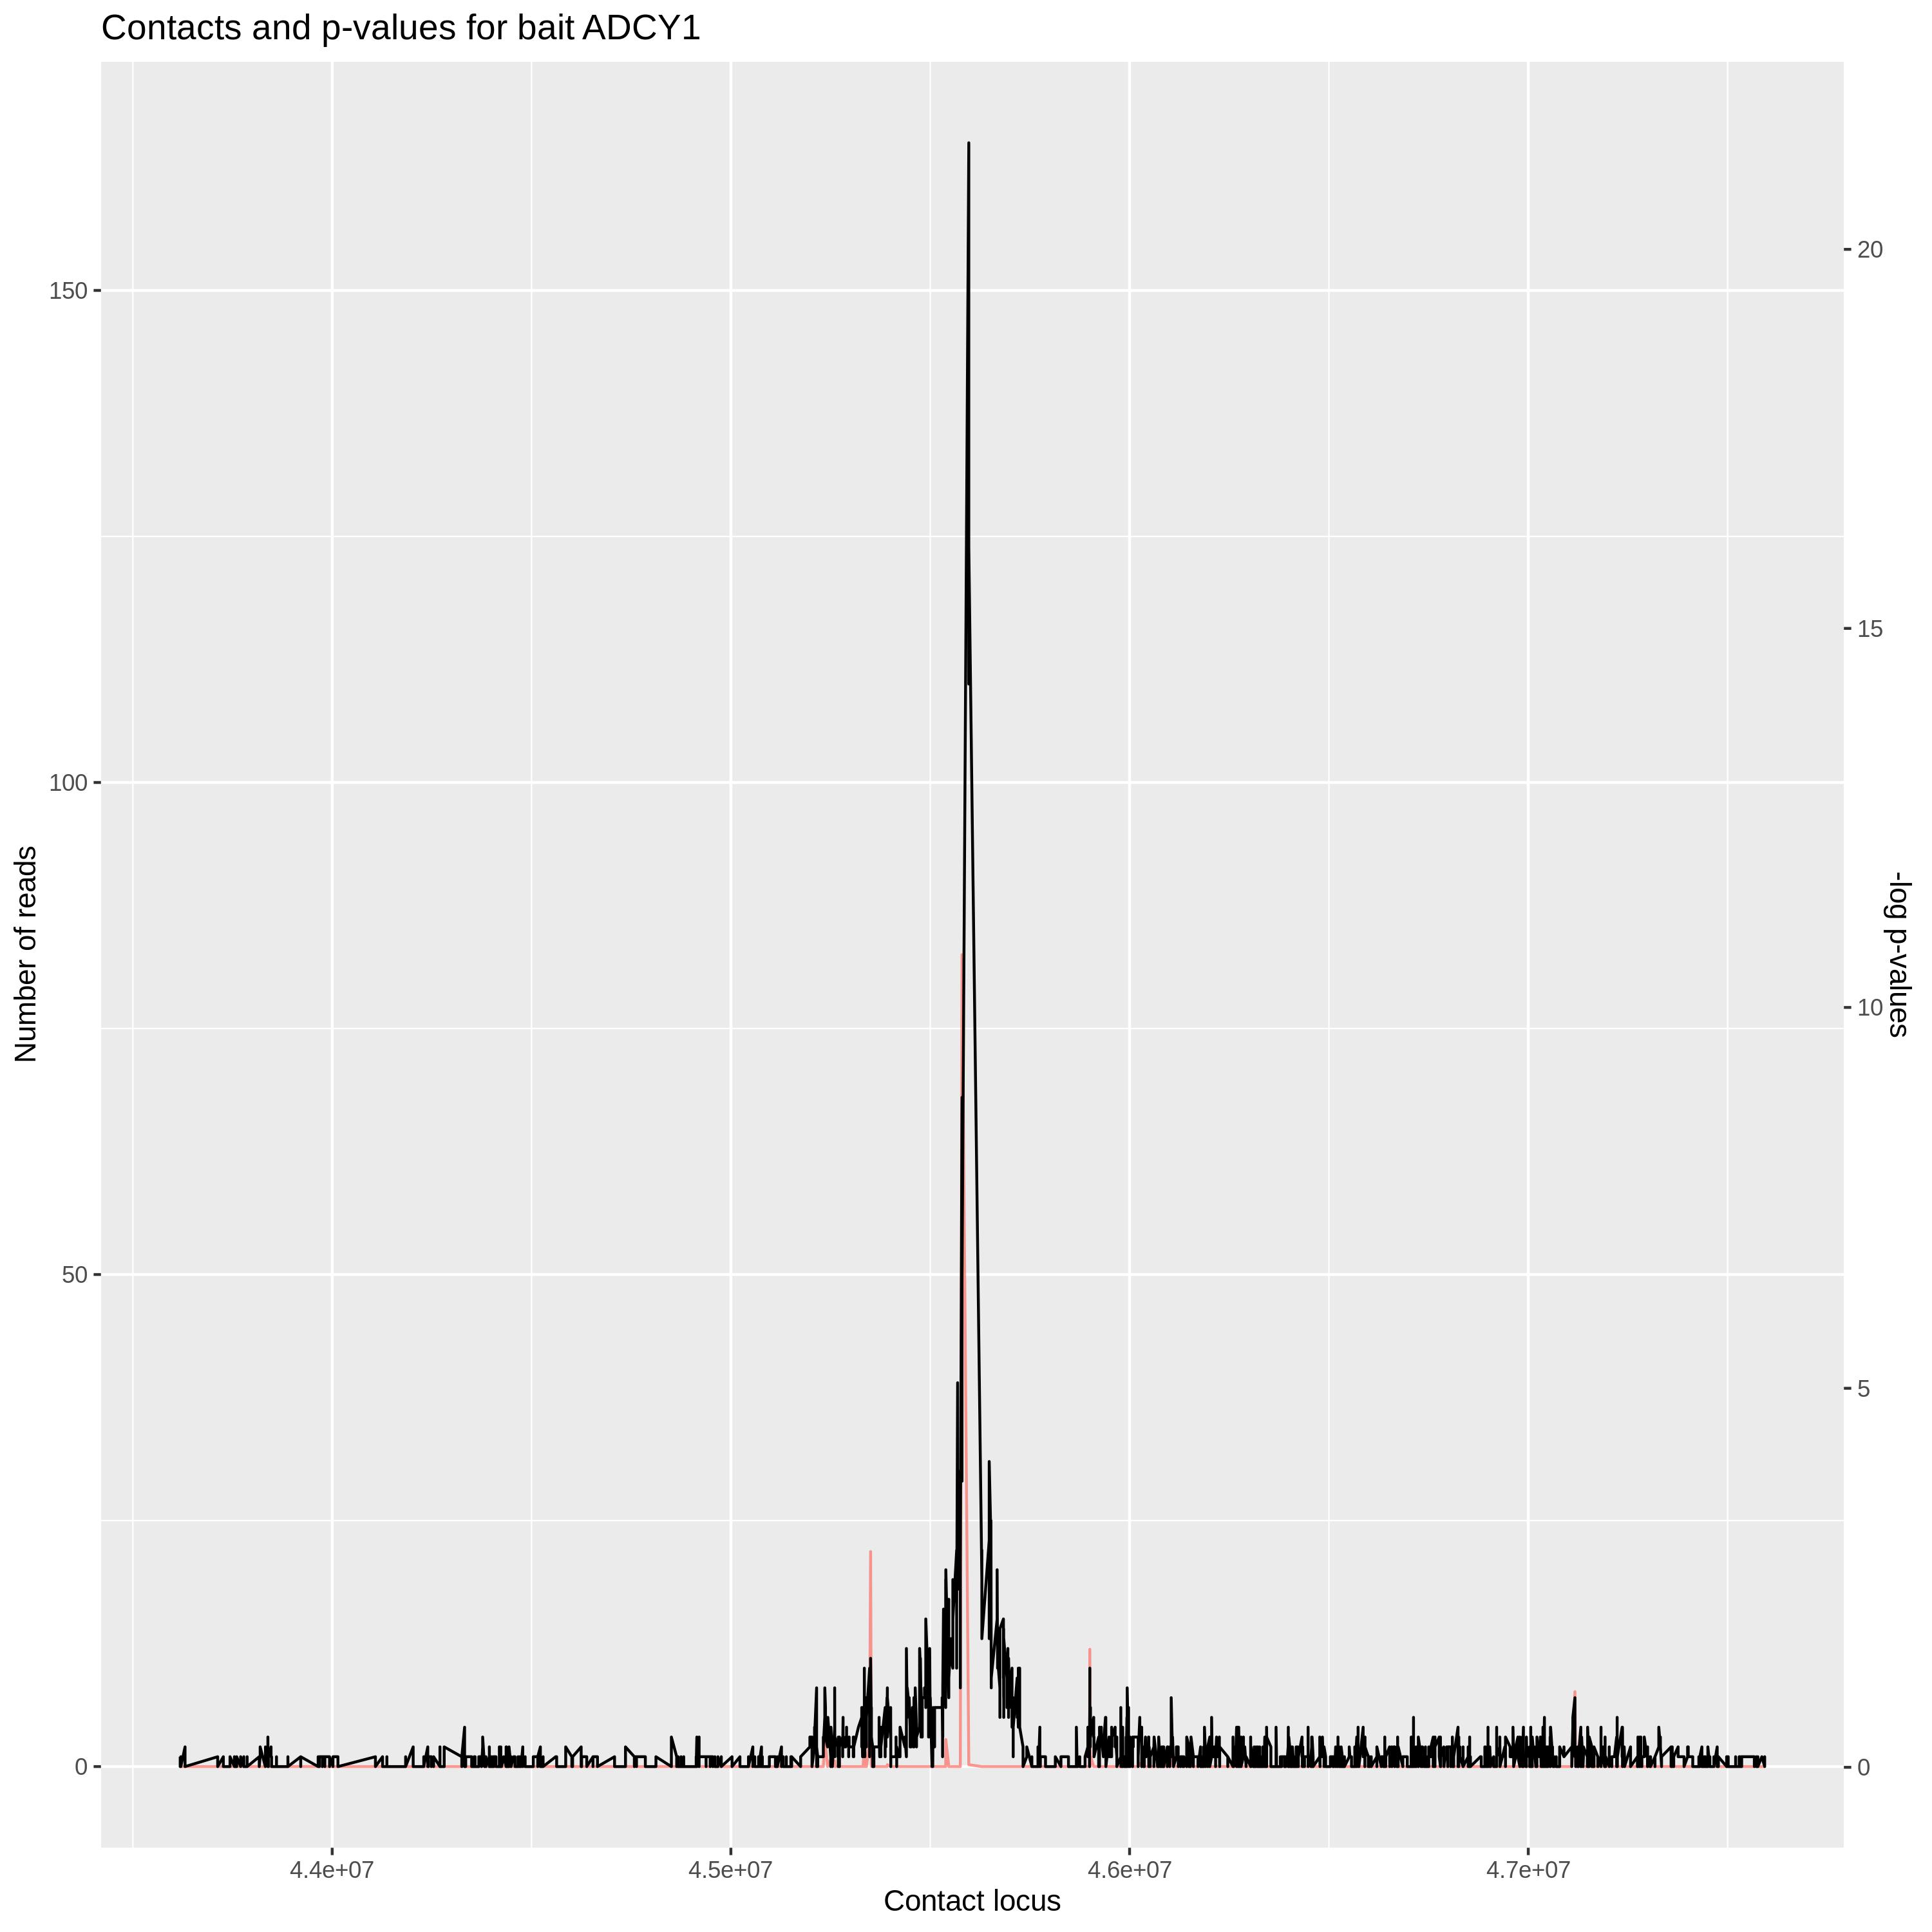 Contacts and p-values for bait ADCY1
Number of reads
150
100
50
0
20
15
10
5
0
-log p-values
4.4e+07
4.5e+07
4.6e+07
4.7e+07
Contact locus